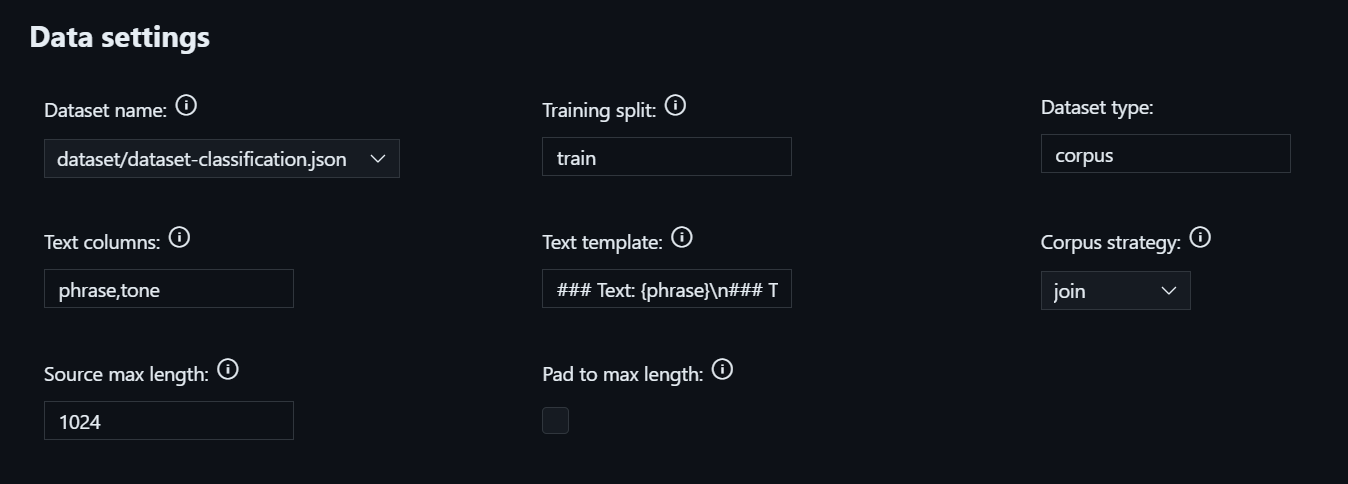 Data settings
Dataset name:
Training split:
Dataset type:
dataset/dataset-classification.json
train
corpus
Text columns:
Text template:
Corpus strategy:
phrase,tone
### Text: {phrase}\n### T
join
Source max length:
Pad to max length:
1024